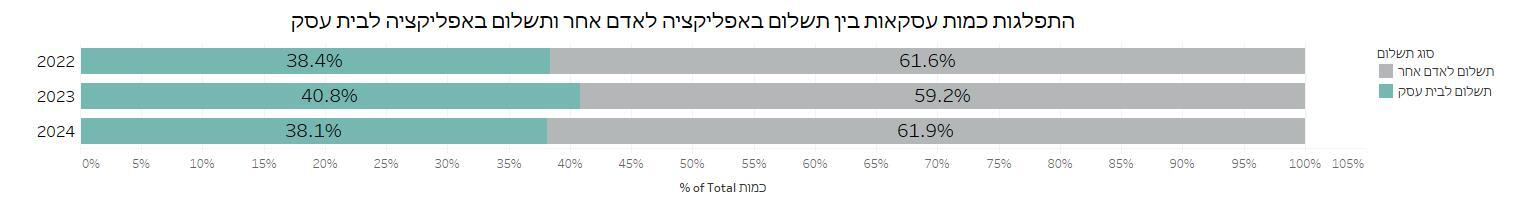 התפלגות כמות עסקאות בין תשלום באפליקציה לאדם אחר ותשלום באפליקציה לבית עסק
סוג תשלום
תשלום לאדם אחר
תשלום לבית עסק
2022 38.4% 61.6%
2023 40.8% 59.2%
2024 38.1% 61.9%
0% 5% 10% 15% 20% 25% 30% 35% 40% 45% 50% 55% 60% 65% 70% 75% 80% 85% 90% 95% 100% 105%
% of Total כמות